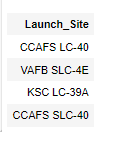 Launch_Site
CCAFS LC-40
VAFB SLC-4E
KSC LC-39A
CCAFS SLC-40